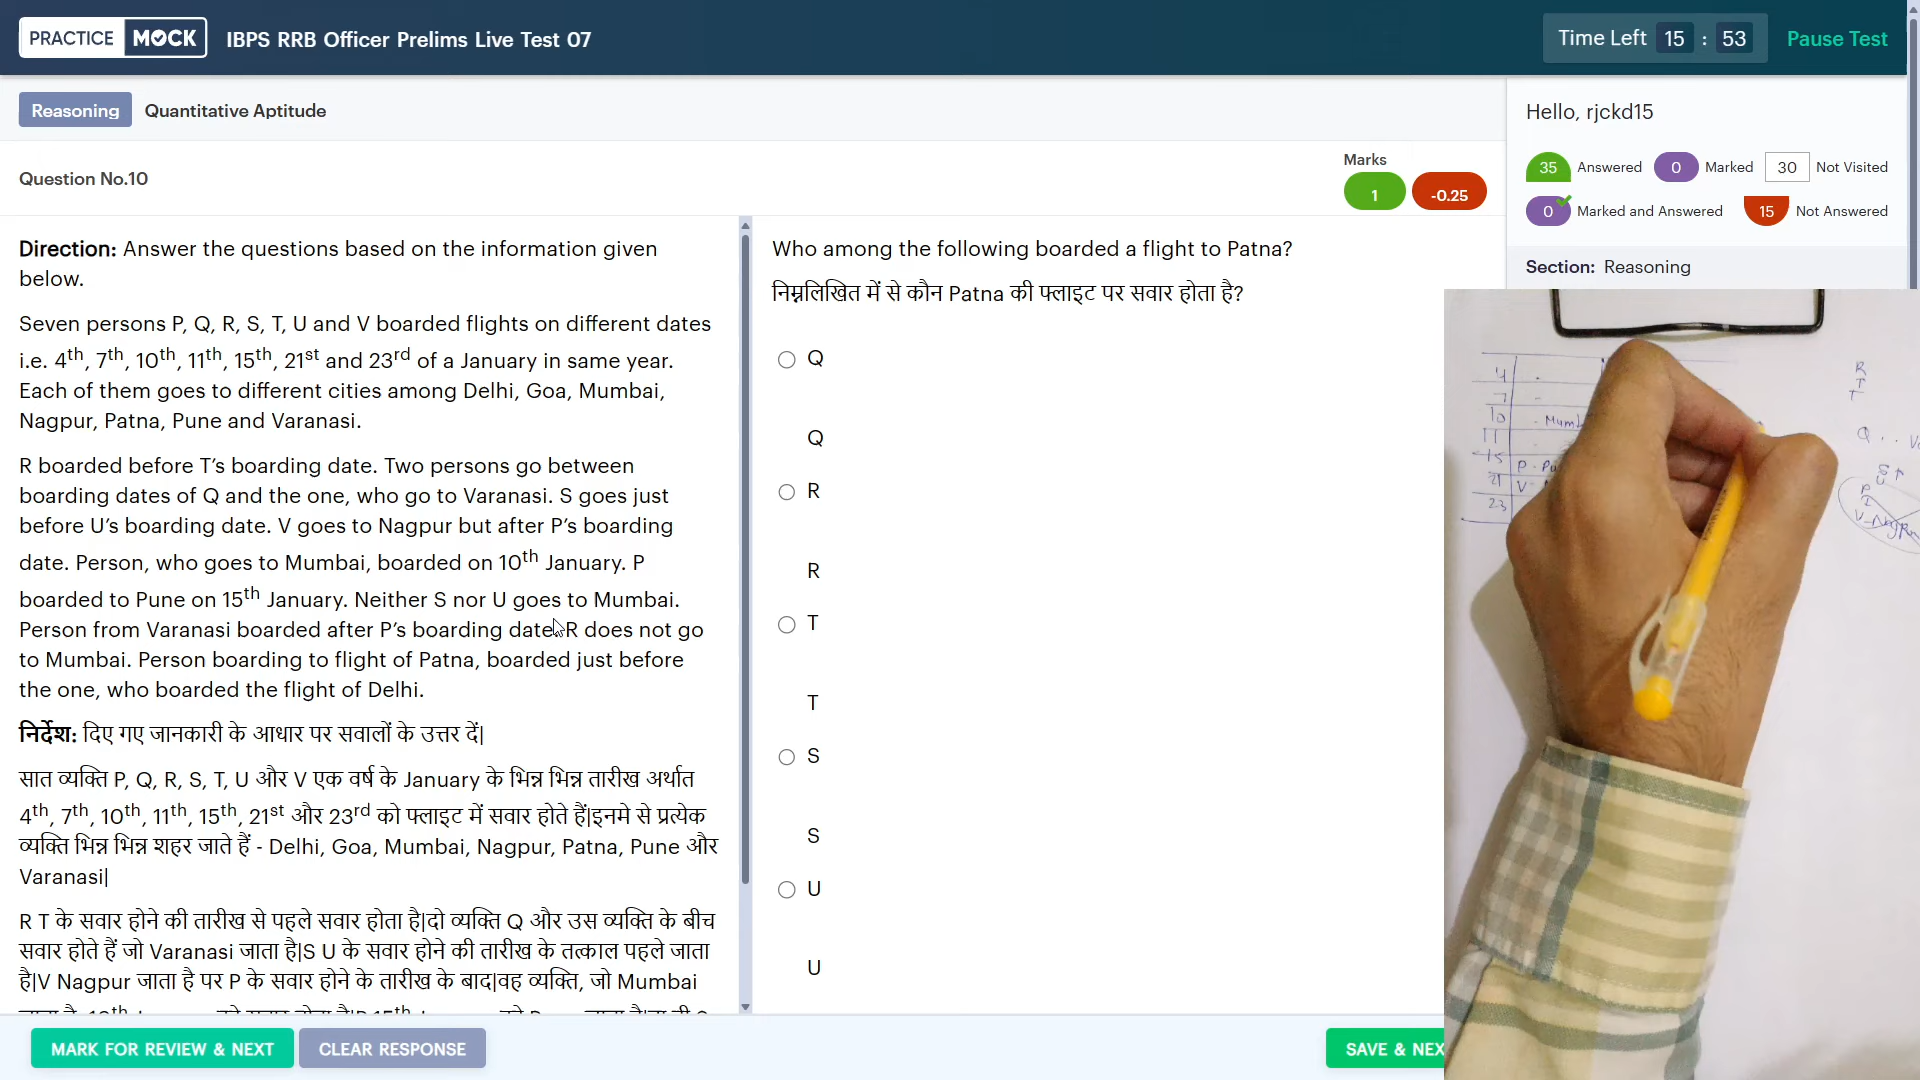 PRACTICE MOCK
IBPS RRB Officer Prelims Live Test 07
Time Left 15 : 53
Pause Test
Reasoning
Quantitative Aptitude
Hello, rjckd15
Question No.10
Marks
1
-0.25
35 Answered
0 Marked
30 Not Visited
0 Marked and Answered
15 Not Answered
Section: Reasoning
Direction: Answer the questions based on the information given
below.
Seven persons P, Q, R, S, T, U and V boarded flights on different dates
i.e. 4th, 7th, 10th, 11th, 15th, 21st and 23rd of a January in same year.
Each of them goes to different cities among Delhi, Goa, Mumbai,
Nagpur, Patna, Pune and Varanasi.
R boarded before T's boarding date. Two persons go between
boarding dates of Q and the one, who go to Varanasi. S goes just
before U's boarding date. V goes to Nagpur but after P's boarding
date. Person, who goes to Mumbai, boarded on 10th January. P
boarded to Pune on 15th January. Neither S nor U goes to Mumbai.
Person from Varanasi boarded after P's boarding date. R does not go
to Mumbai. Person boarding to flight of Patna, boarded just before
the one, who boarded the flight of Delhi.
निर्देश: दिए गए जानकारी के आधार पर सवालों के उत्तर दें|
सात व्यक्ति P, Q, R, S, T, U और V एक वर्ष के January के भिन्न भिन्न तारीख अर्थात
4th, 7th, 10th, 11th, 15th, 21st और 23rd को फ्लाइट में सवार होते हैं|इनमे से प्रत्येक
व्यक्ति भिन्न भिन्न शहर जाते हैं - Delhi, Goa, Mumbai, Nagpur, Patna, Pune और
Varanasi|
R T के सवार होने की तारीख से पहले सवार होता है|दो व्यक्ति Q और उस व्यक्ति के बीच
सवार होते हैं जो Varanasi जाता है|S U के सवार होने की तारीख के तत्काल पहले जाता
है|V Nagpur जाता है पर P के सवार होने के तारीख के बाद|वह व्यक्ति, जो Mumbai
Who among the following boarded a flight to Patna?
निम्नलिखित में से कौन Patna की फ्लाइट पर सवार होता है?
Q
Q
R
R
T
T
S
S
U
U
4
7
10 - Mumb
11
15 P - Pu
21 V -
23
R
T
T
Q . .
S
U
P
V-Nagpur
MARK FOR REVIEW & NEXT
CLEAR RESPONSE
SAVE & NEX